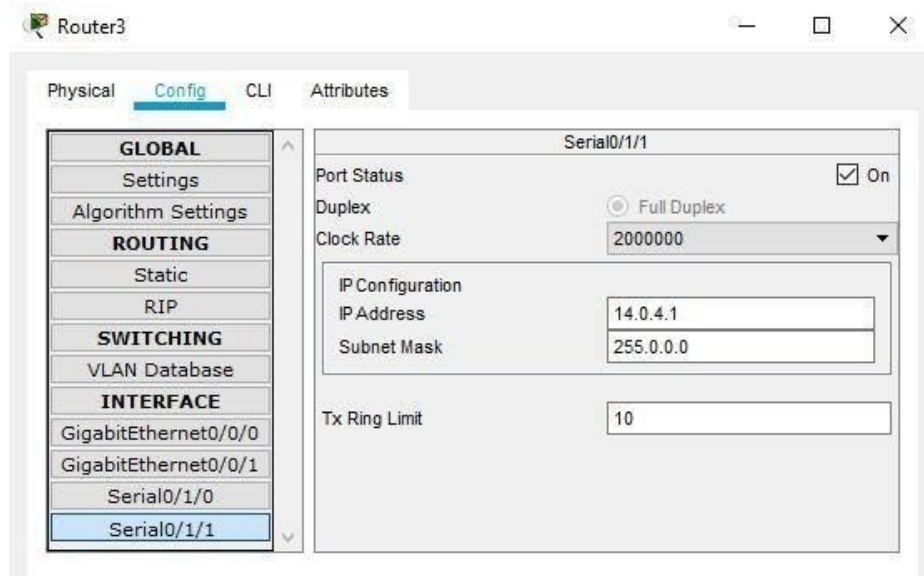 Router3
Physical Config CLI Attributes
GLOBAL
Settings
Algorithm Settings
ROUTING
Static
RIP
SWITCHING
VLAN Database
INTERFACE
GigabitEthernet0/0/0
GigabitEthernet0/0/1
Serial0/1/0
Serial0/1/1
Serial0/1/1
Port Status On
Duplex Full Duplex
Clock Rate 2000000
IP Configuration
IP Address 14.0.4.1
Subnet Mask 255.0.0.0
Tx Ring Limit 10